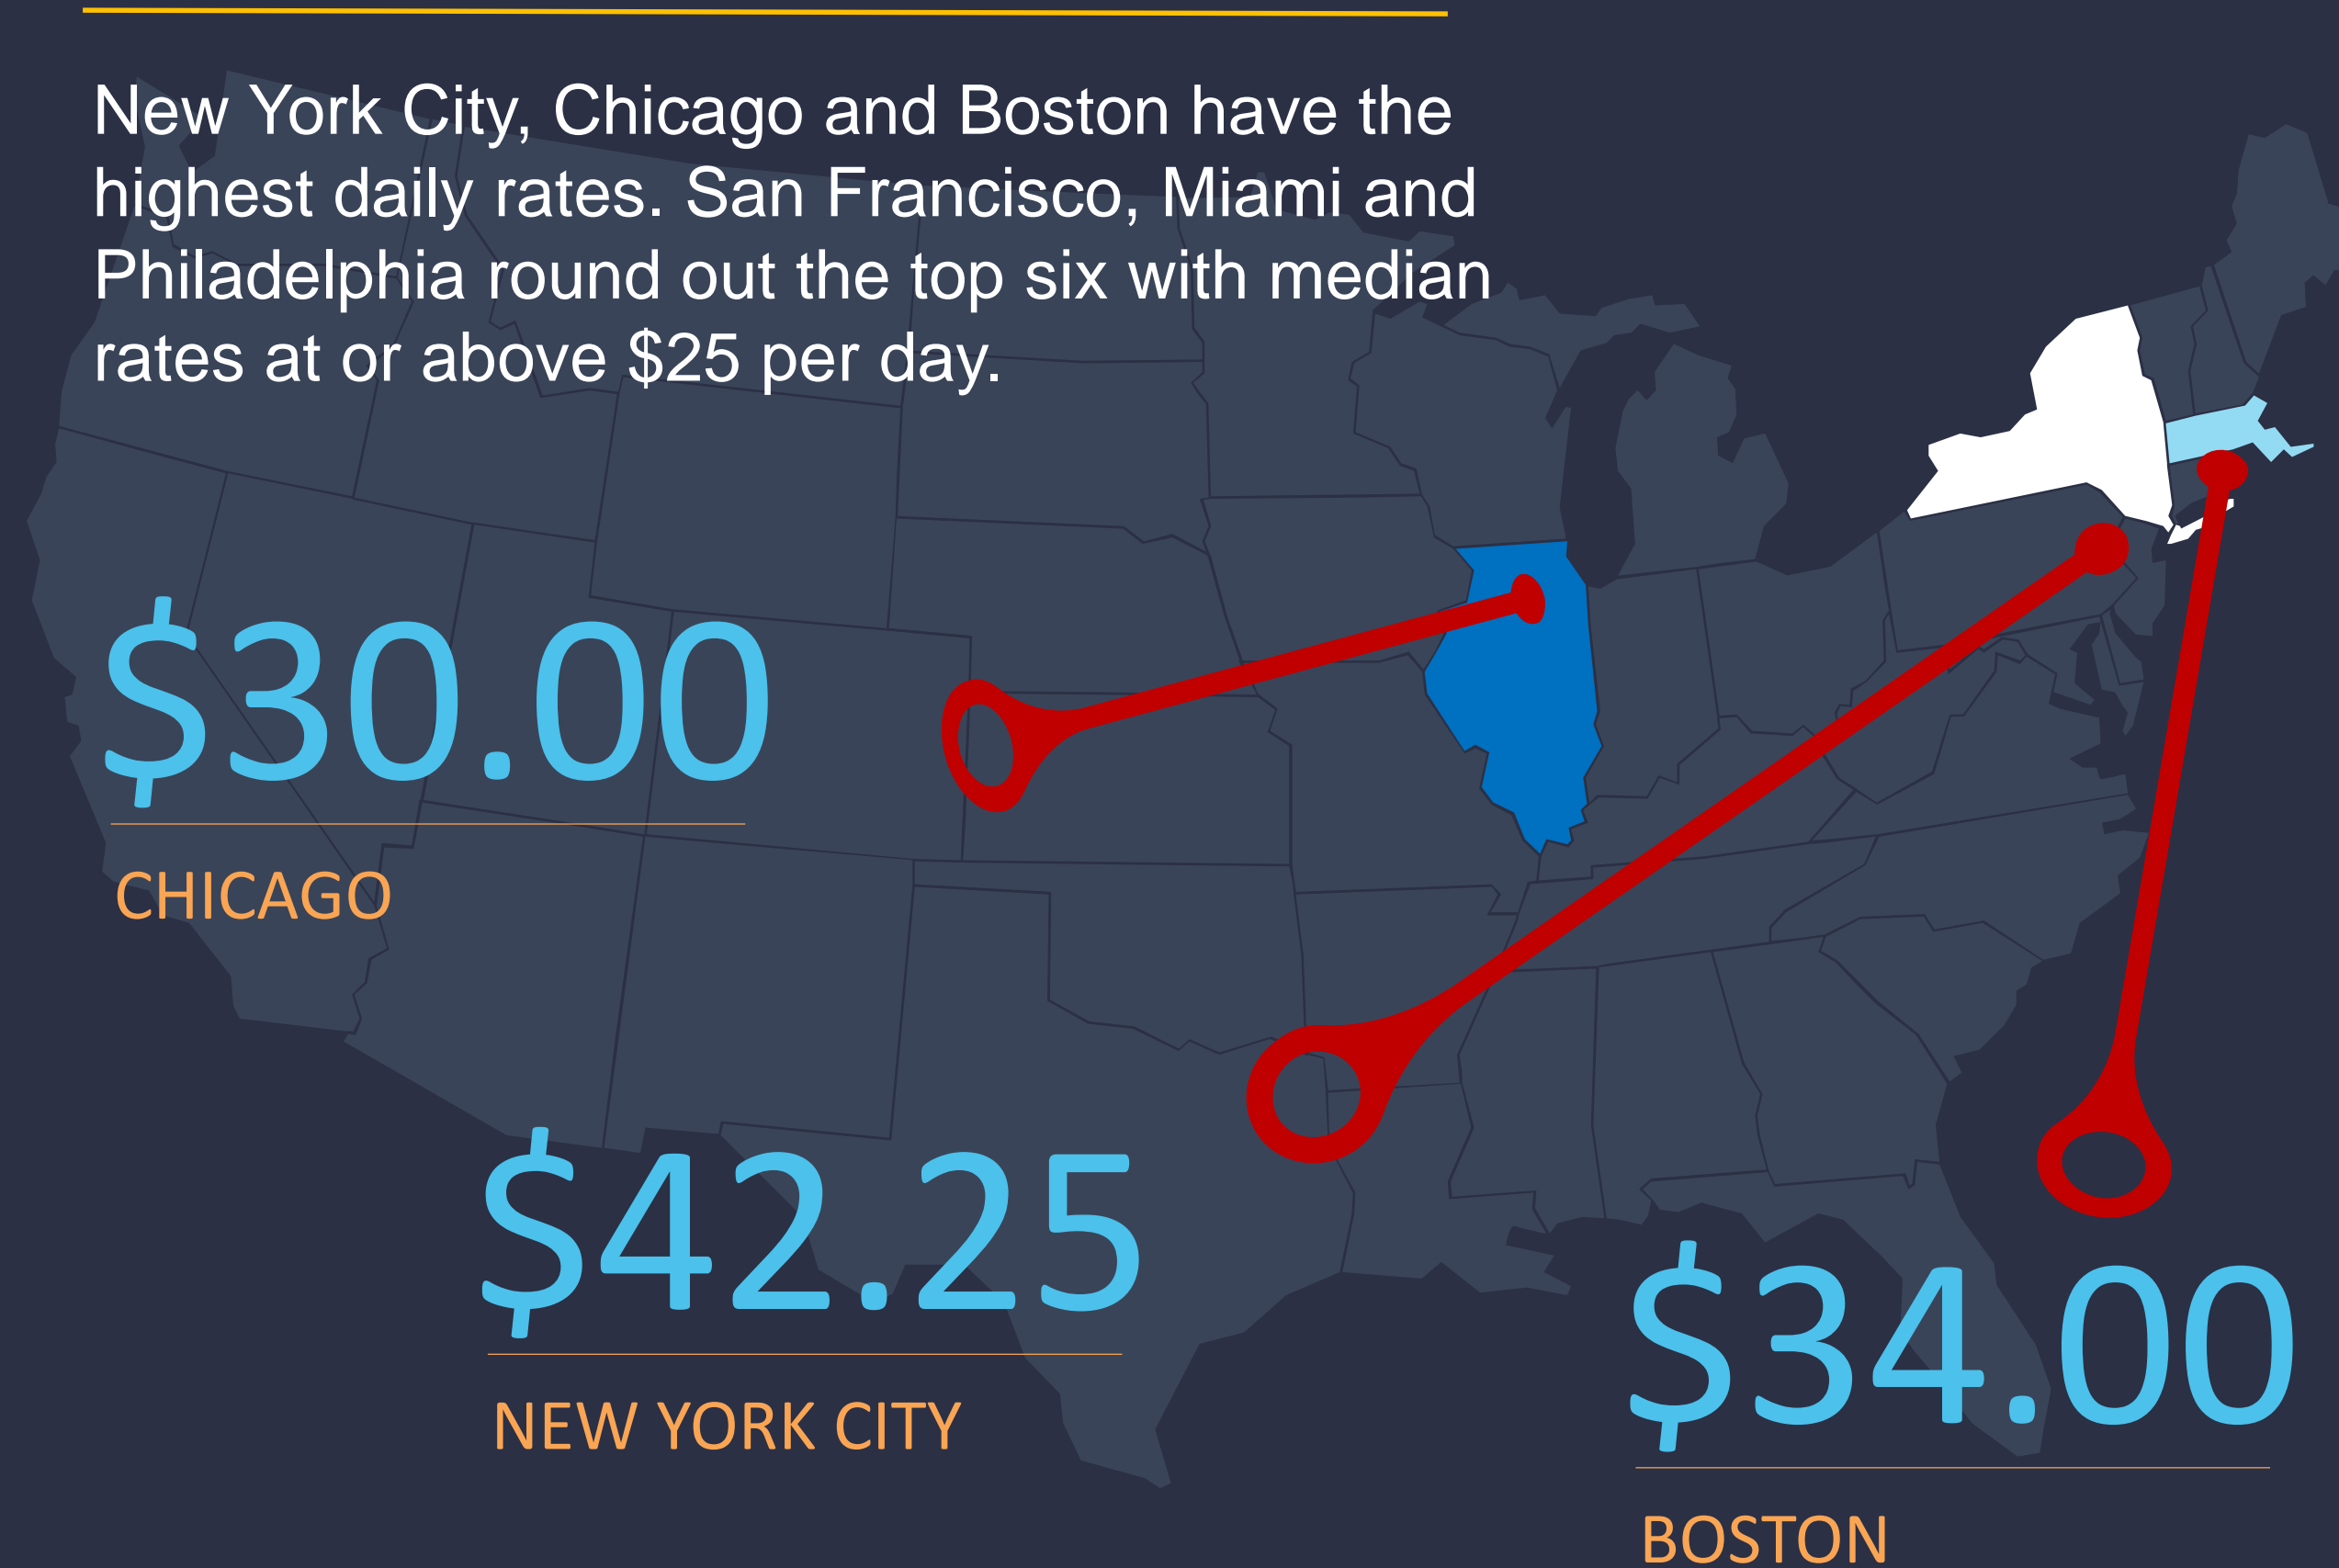 New York City, Chicago and Boston have the
highest daily rates. San Francisco, Miami and
Philadelphia round out the top six with median
rates at or above $25 per day.
$30.00
CHICAGO
$42.25
NEW YORK CITY
$34.00
BOSTON